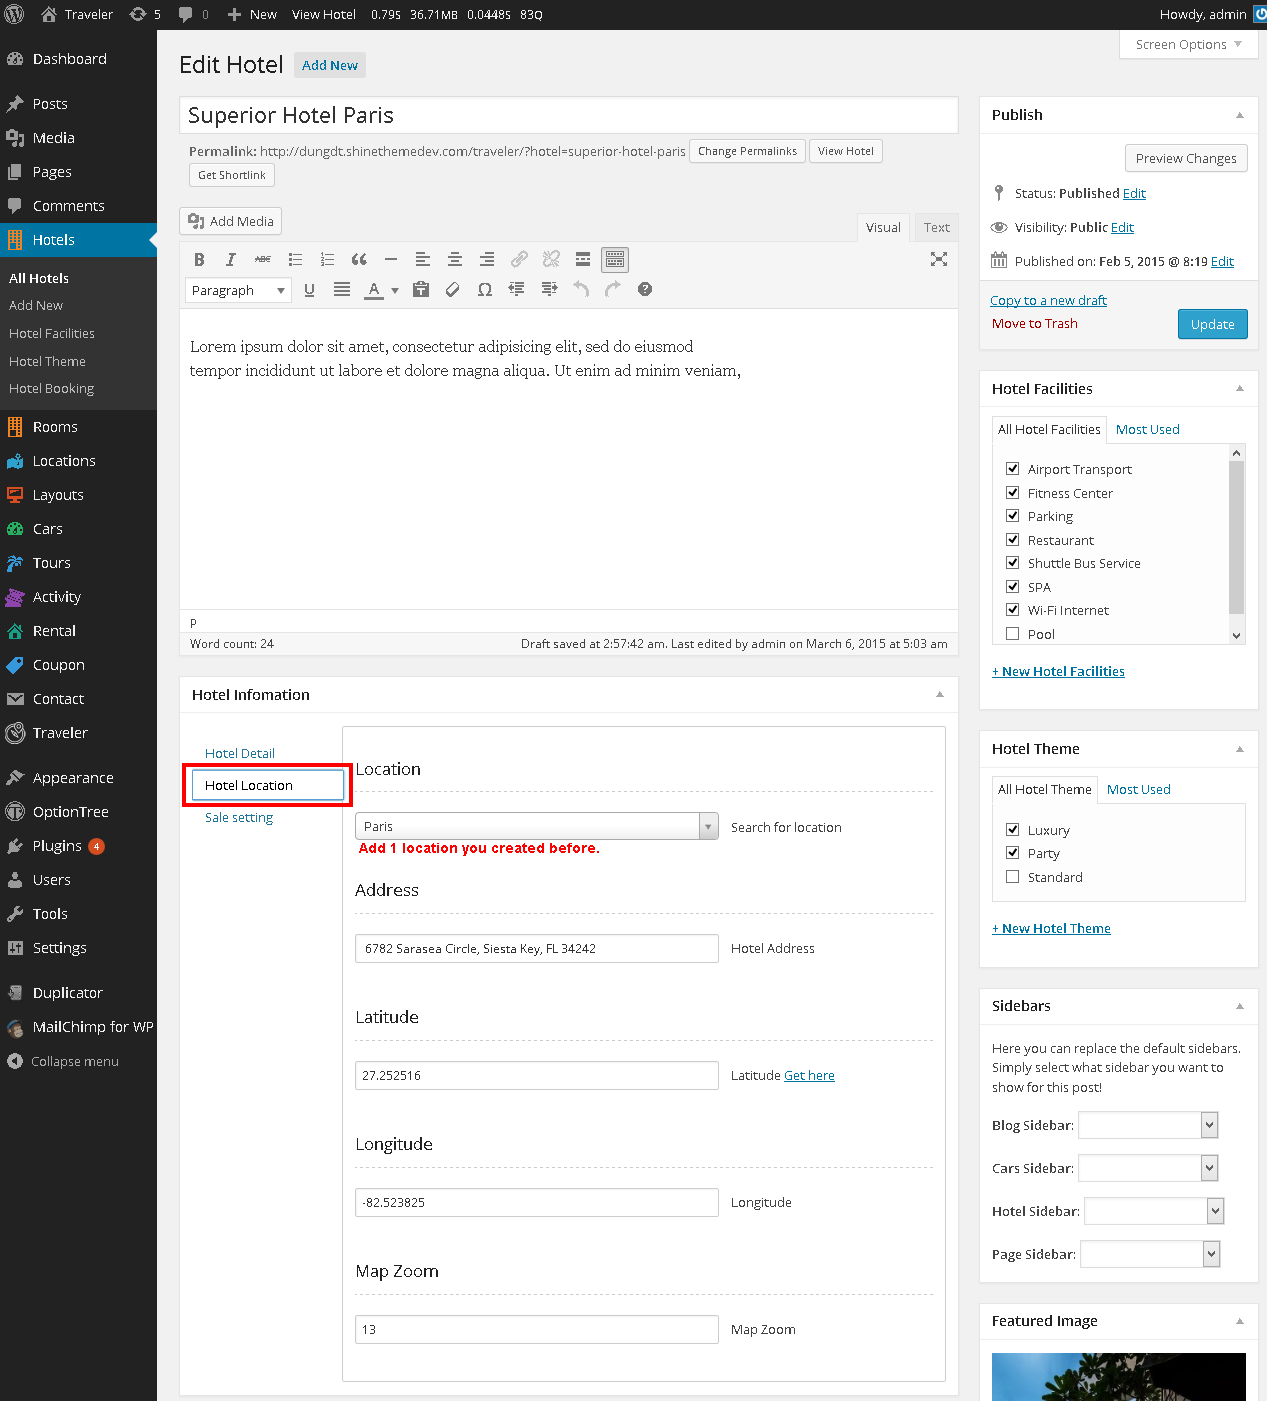 Traveler 5 0 New View Hotel 0.79S 36.71MB 0.0448S 83Q Howdy, admin
Screen Options
Dashboard
Posts
Media
Pages
Comments
Hotels
All Hotels
Add New
Hotel Facilities
Hotel Theme
Hotel Booking
Rooms
Locations
Layouts
Cars
Tours
Activity
Rental
Coupon
Contact
Traveler
Appearance
OptionTree
Plugins 4
Users
Tools
Settings
Duplicator
MailChimp for WP
Collapse menu
Edit Hotel Add New
Superior Hotel Paris
Permalink: http://dungdt.shinethemedev.com/traveler/?hotel=superior-hotel-paris Change Permalinks View Hotel
Get Shortlink
Add Media
Visual Text
B I ABC
Paragraph U A T Ω ?
Lorem ipsum dolor sit amet, consectetur adipisicing elit, sed do eiusmod
tempor incididunt ut labore et dolore magna aliqua. Ut enim ad minim veniam,
p
Word count: 24 Draft saved at 2:57:42 am. Last edited by admin on March 6, 2015 at 5:03 am
Hotel Infomation
Hotel Detail
Hotel Location
Sale setting
Location
Paris Search for location
Add 1 location you created before.
Address
6782 Sarasea Circle, Siesta Key, FL 34242 Hotel Address
Latitude
27.252516 Latitude Get here
Longitude
-82.523825 Longitude
Map Zoom
13 Map Zoom
Publish
Preview Changes
Status: Published Edit
Visibility: Public Edit
Published on: Feb 5, 2015 @ 8:19 Edit
Copy to a new draft
Move to Trash Update
Hotel Facilities
All Hotel Facilities Most Used
Airport Transport
Fitness Center
Parking
Restaurant
Shuttle Bus Service
SPA
Wi-Fi Internet
Pool
+ New Hotel Facilities
Hotel Theme
All Hotel Theme Most Used
Luxury
Party
Standard
+ New Hotel Theme
Sidebars
Here you can replace the default sidebars.
Simply select what sidebar you want to
show for this post!
Blog Sidebar:
Cars Sidebar:
Hotel Sidebar:
Page Sidebar:
Featured Image